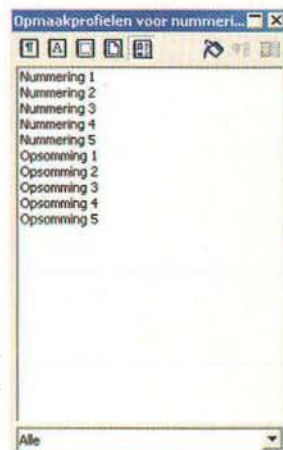 Opmaakprofielen voor nummeri...
Nummering 1
Nummering 2
Nummering 3
Nummering 4
Nummering 5
Opsomming 1
Opsomming 2
Opsomming 3
Opsomming 4
Opsomming 5
Alle